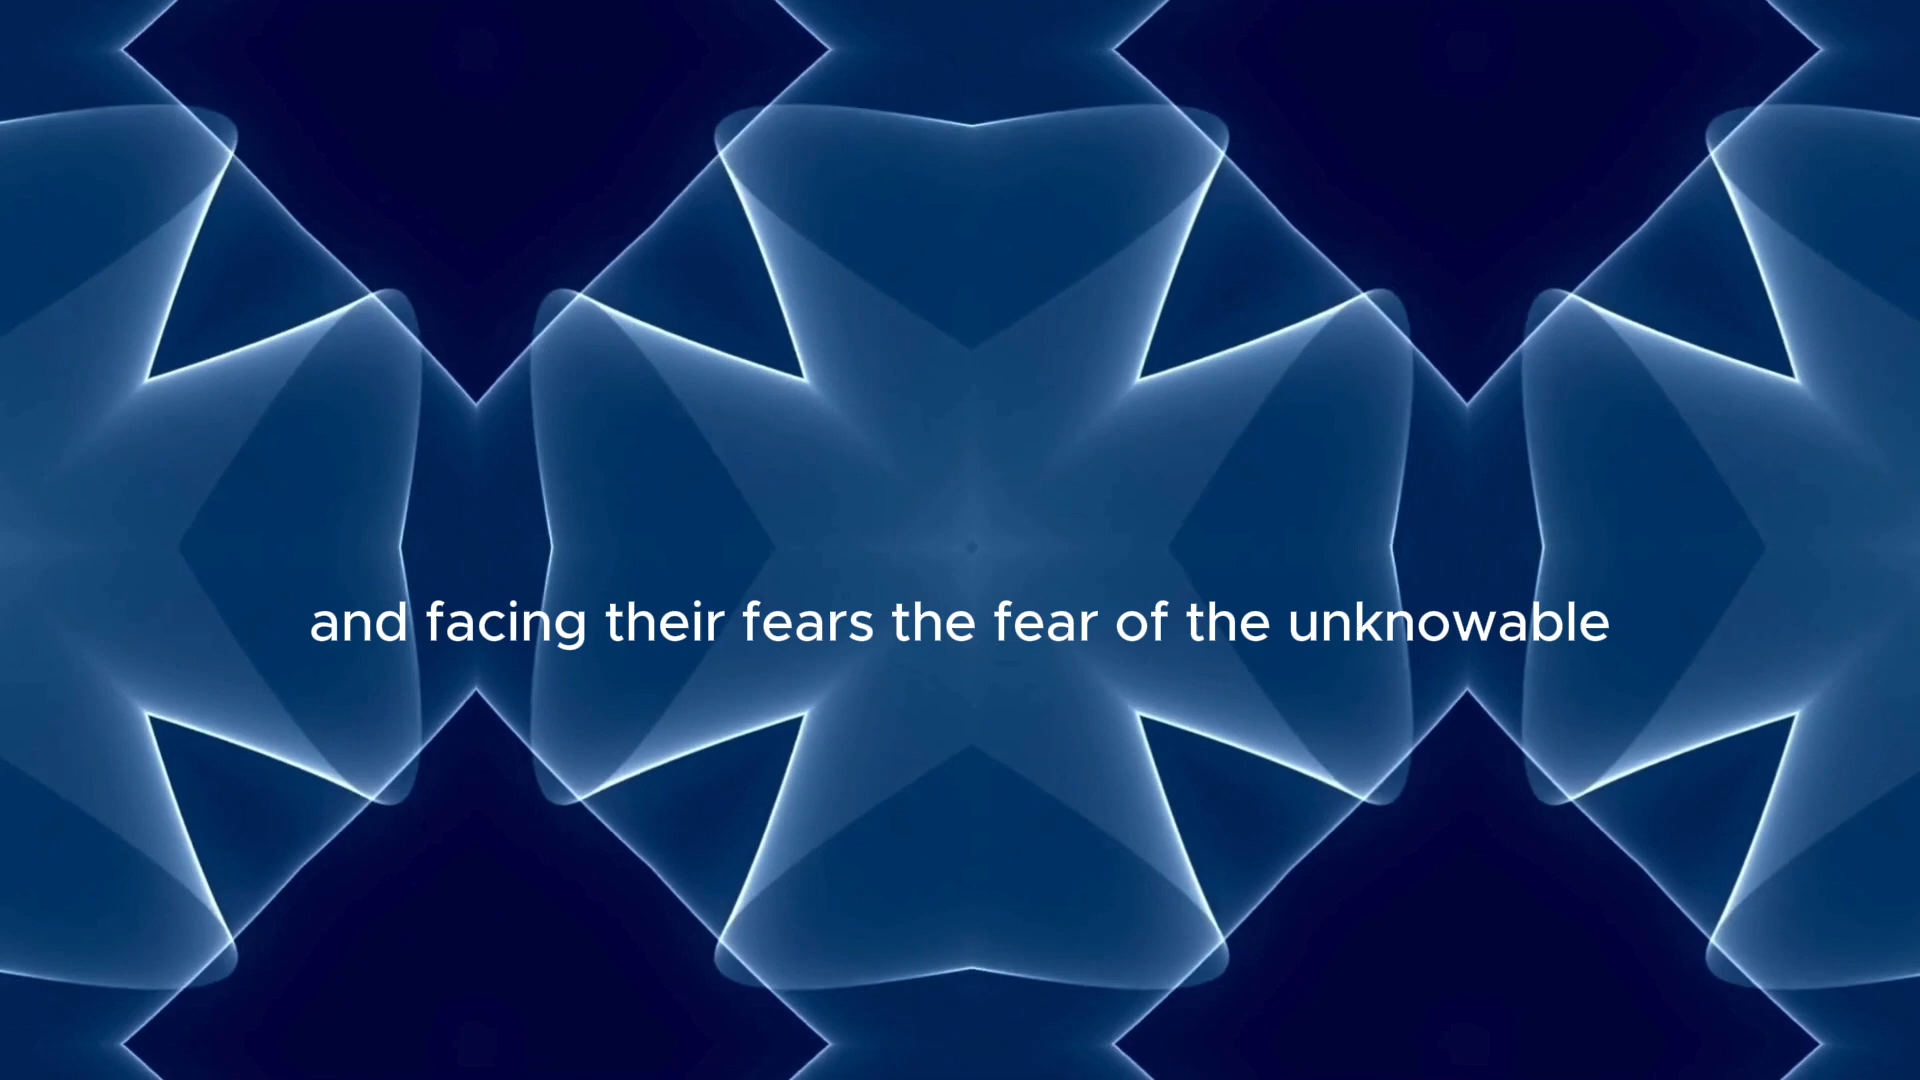 and facing their fears the fear of the unknowable